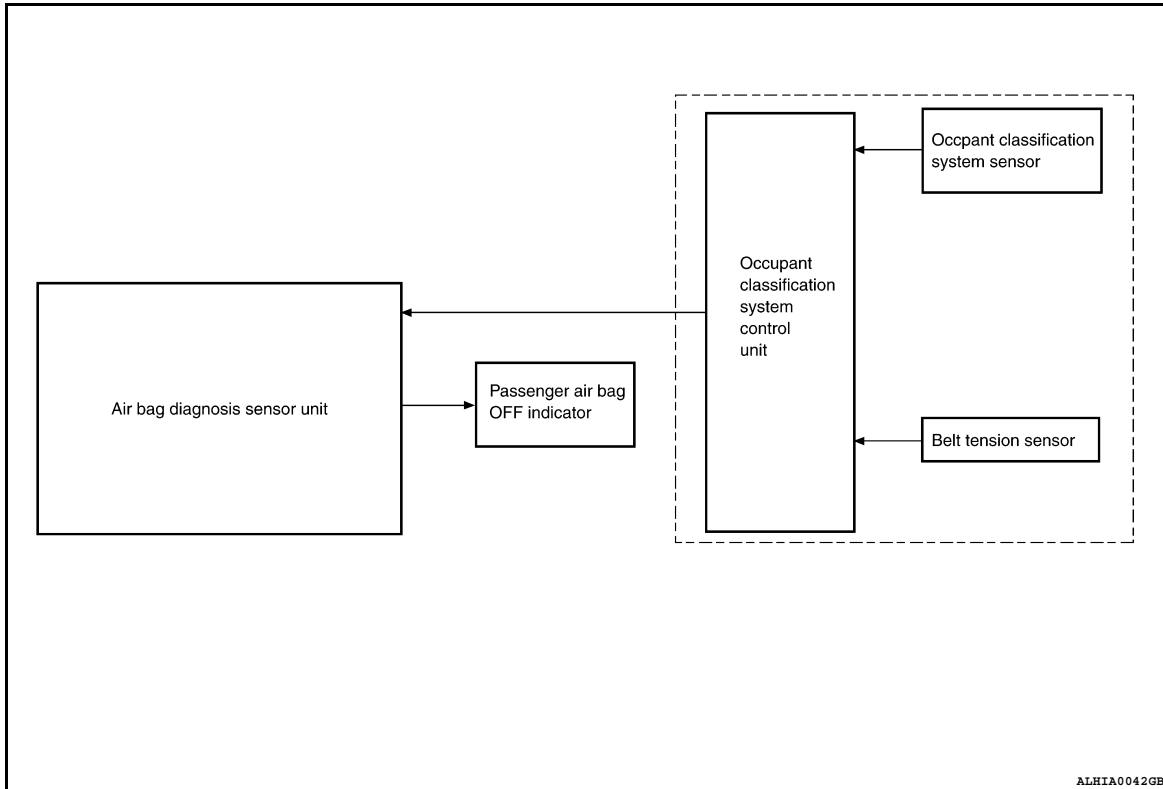 Occpant classification
system sensor
Occupant
classification
system
control
unit
Air bag diagnosis sensor unit
Passenger air bag
OFF indicator
Belt tension sensor
ALHIA0042GB